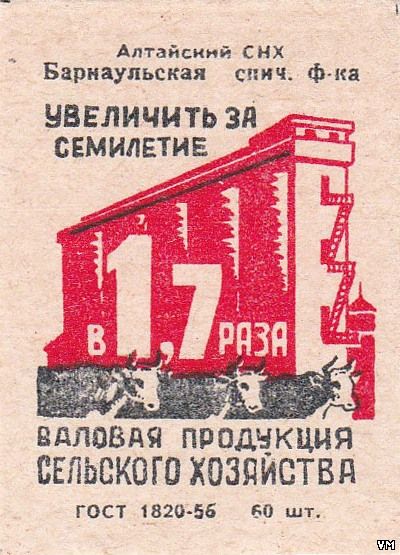 Алтайский СНХ
Барнаульская спич. ф-ка
УВЕЛИЧИТЬ ЗА
СЕМИЛЕТИЕ
В 1,7 РАЗА
ВАЛОВАЯ ПРОДУКЦИЯ
СЕЛЬСКОГО ХОЗЯЙСТВА
ГОСТ 1820-56 60 шт.
VM